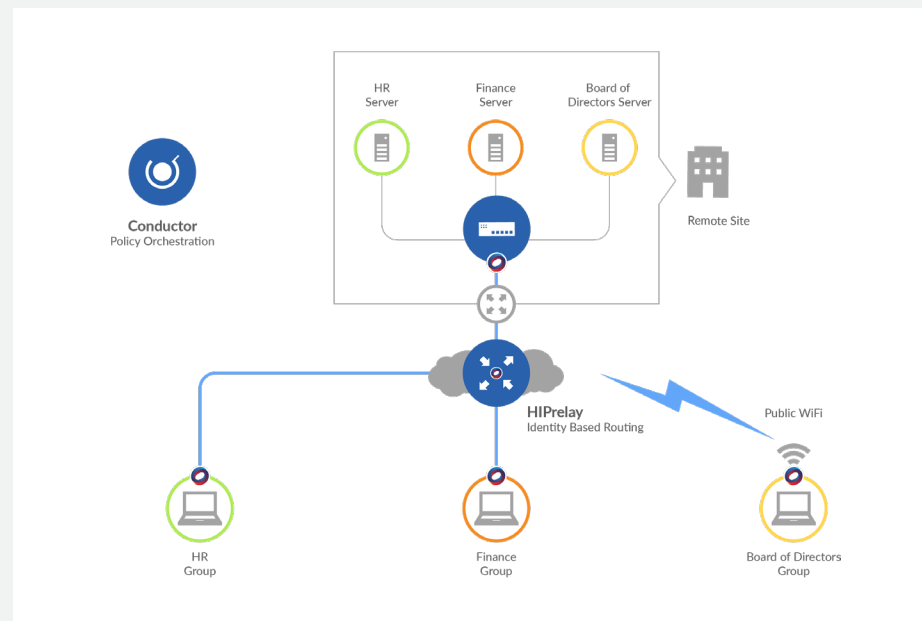 HR
Server
Finance
Server
Board of
Directors Server
Conductor
Policy Orchestration
Remote Site
HIPrelay
Identity Based Routing
Public WiFi
HR
Group
Finance
Group
Board of Directors
Group